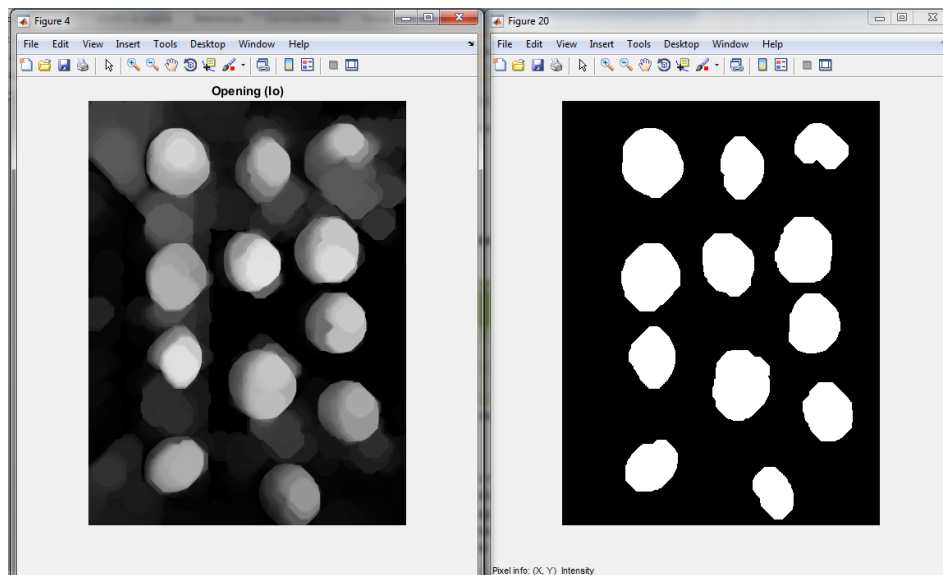 Figure 4
File Edit View Insert Tools Desktop Window Help
Opening (Io)
Figure 20
File Edit View Insert Tools Desktop Window Help
Pixel info: (X, Y) Intensity